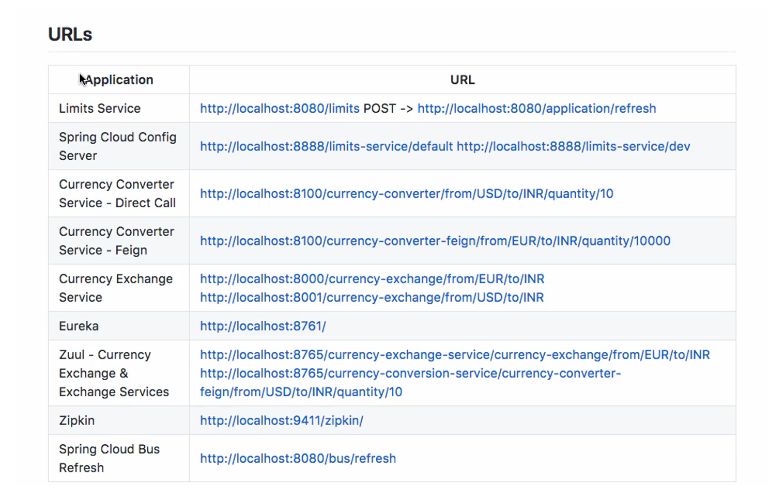 URLs
Application URL
Limits Service http://localhost:8080/limits POST -> http://localhost:8080/application/refresh
Spring Cloud Config
Server
http://localhost:8888/limits-service/default http://localhost:8888/limits-service/dev
Currency Converter
Service - Direct Call
http://localhost:8100/currency-converter/from/USD/to/INR/quantity/10
Currency Converter
Service - Feign
http://localhost:8100/currency-converter-feign/from/EUR/to/INR/quantity/10000
Currency Exchange
Service
http://localhost:8000/currency-exchange/from/EUR/to/INR
http://localhost:8001/currency-exchange/from/USD/to/INR
Eureka http://localhost:8761/
Zuul - Currency
Exchange &
Exchange Services
http://localhost:8765/currency-exchange-service/currency-exchange/from/EUR/to/INR
http://localhost:8765/currency-conversion-service/currency-converter-
feign/from/USD/to/INR/quantity/10
Zipkin http://localhost:9411/zipkin/
Spring Cloud Bus
Refresh
http://localhost:8080/bus/refresh